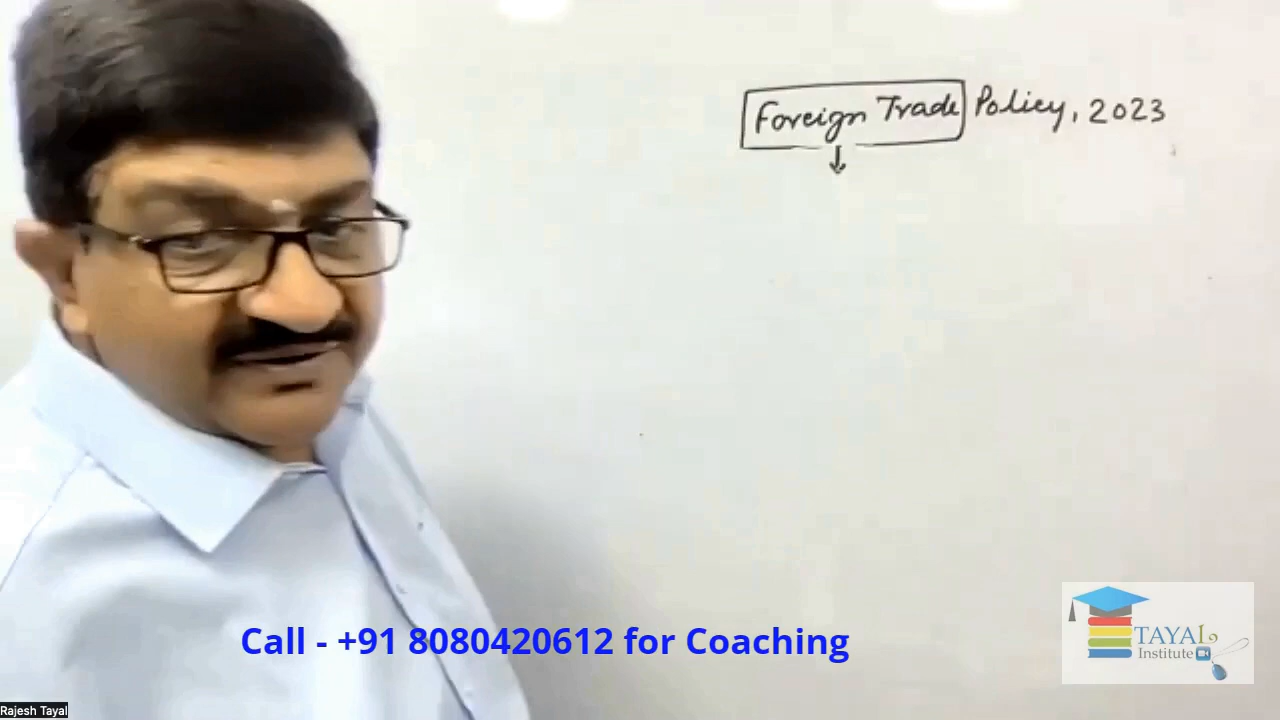 Foreign Trade Policy, 2023
Call - +91 8080420612 for Coaching
TAYAL
Institute
Rajesh Tayal